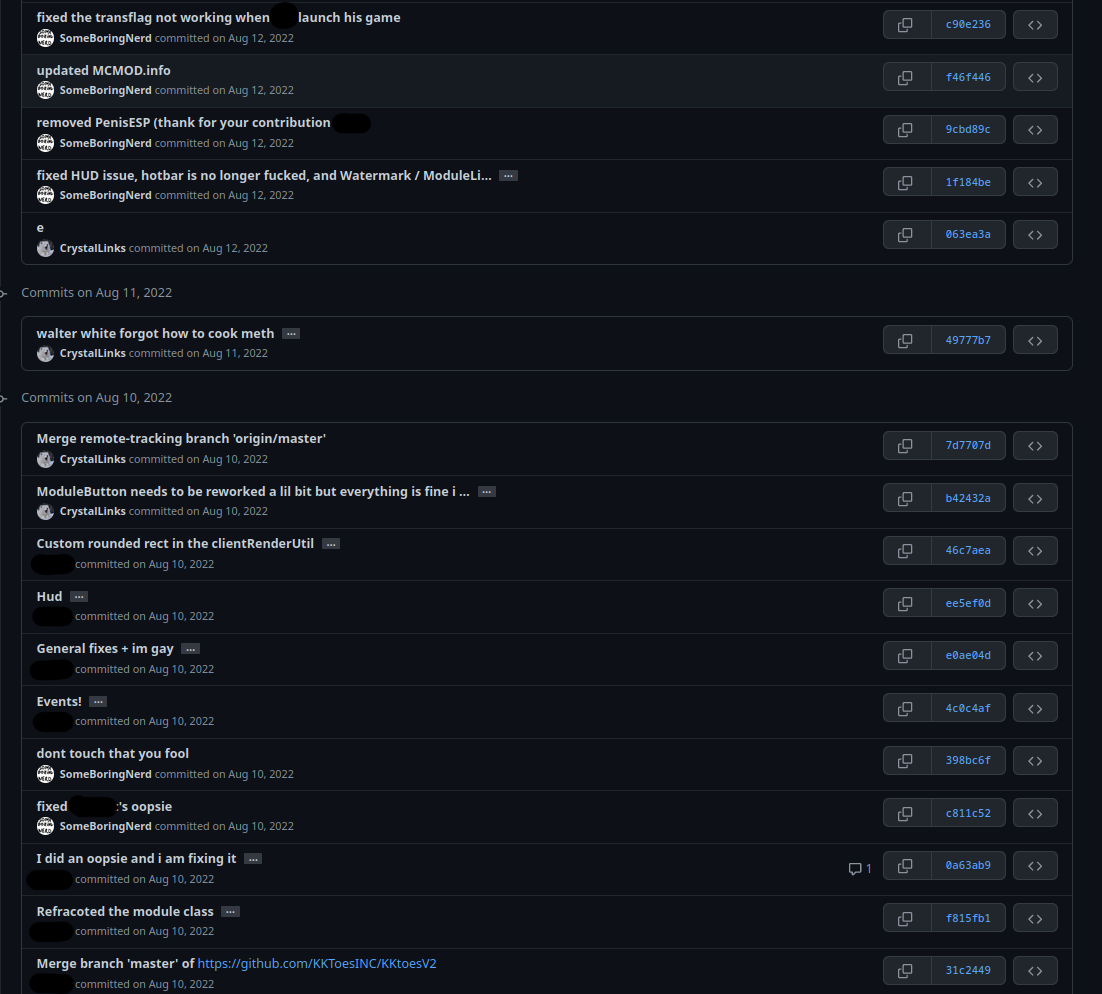 fixed the transflag not working when launch his game
c90e236
SomeBoringNerd committed on Aug 12, 2022
updated MCMOD.info
f46f446
SomeBoringNerd committed on Aug 12, 2022
removed PenisESP (thank for your contribution
9cbd89c
SomeBoringNerd committed on Aug 12, 2022
fixed HUD issue, hotbar is no longer fucked, and Watermark / ModuleLi... ...
1f184be
SomeBoringNerd committed on Aug 12, 2022
e
063ea3a
CrystalLinks committed on Aug 12, 2022
Commits on Aug 11, 2022
walter white forgot how to cook meth ...
49777b7
CrystalLinks committed on Aug 11, 2022
Commits on Aug 10, 2022
Merge remote-tracking branch 'origin/master'
7d7707d
CrystalLinks committed on Aug 10, 2022
ModuleButton needs to be reworked a lil bit but everything is fine i ... ...
b42432a
CrystalLinks committed on Aug 10, 2022
Custom rounded rect in the clientRenderUtil ...
46c7aea
committed on Aug 10, 2022
Hud ...
ee5ef0d
committed on Aug 10, 2022
General fixes + im gay ...
e0ae04d
committed on Aug 10, 2022
Events! ...
4c0c4af
committed on Aug 10, 2022
dont touch that you fool
398bc6f
SomeBoringNerd committed on Aug 10, 2022
fixed 's oopsie
c811c52
SomeBoringNerd committed on Aug 10, 2022
I did an oopsie and i am fixing it ...
1
0a63ab9
committed on Aug 10, 2022
Refracoted the module class ...
f815fb1
committed on Aug 10, 2022
Merge branch 'master' of https://github.com/KKToesINC/KKtoesV2
31c2449
committed on Aug 10, 2022